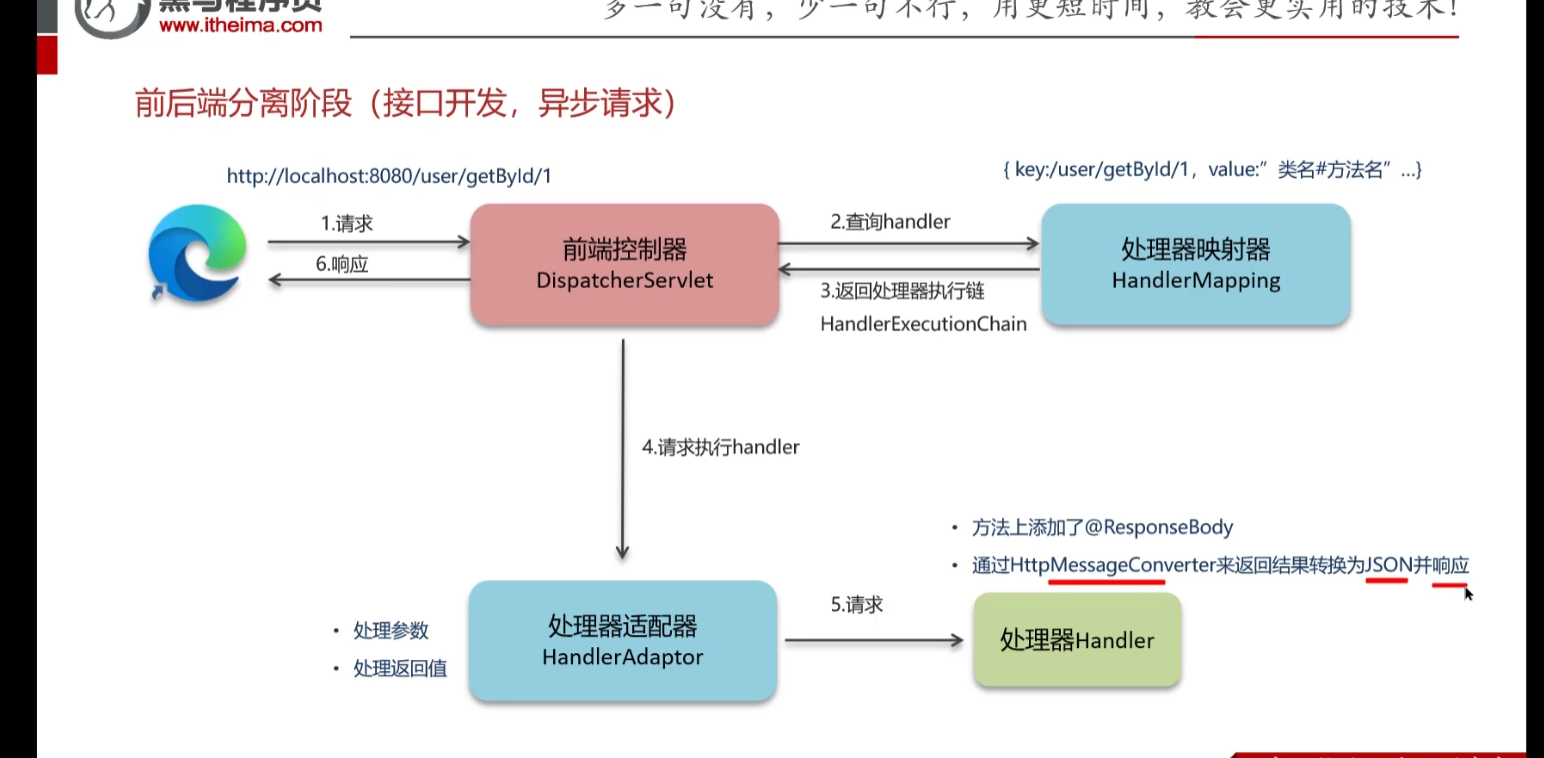 黑马程序员
www.itheima.com
多一句没有，少一句不行，用更短时间，教会更实用的技术！
前后端分离阶段（接口开发，异步请求）
http://localhost:8080/user/getById/1
{ key:/user/getById/1，value:”类名#方法名”...}
1.请求
6.响应
前端控制器
DispatcherServlet
2.查询handler
3.返回处理器执行链
HandlerExecutionChain
处理器映射器
HandlerMapping
4.请求执行handler
• 方法上添加了@ResponseBody
• 通过HttpMessageConverter来返回结果转换为JSON并响应
• 处理参数
• 处理返回值
处理器适配器
HandlerAdaptor
5.请求
处理器Handler